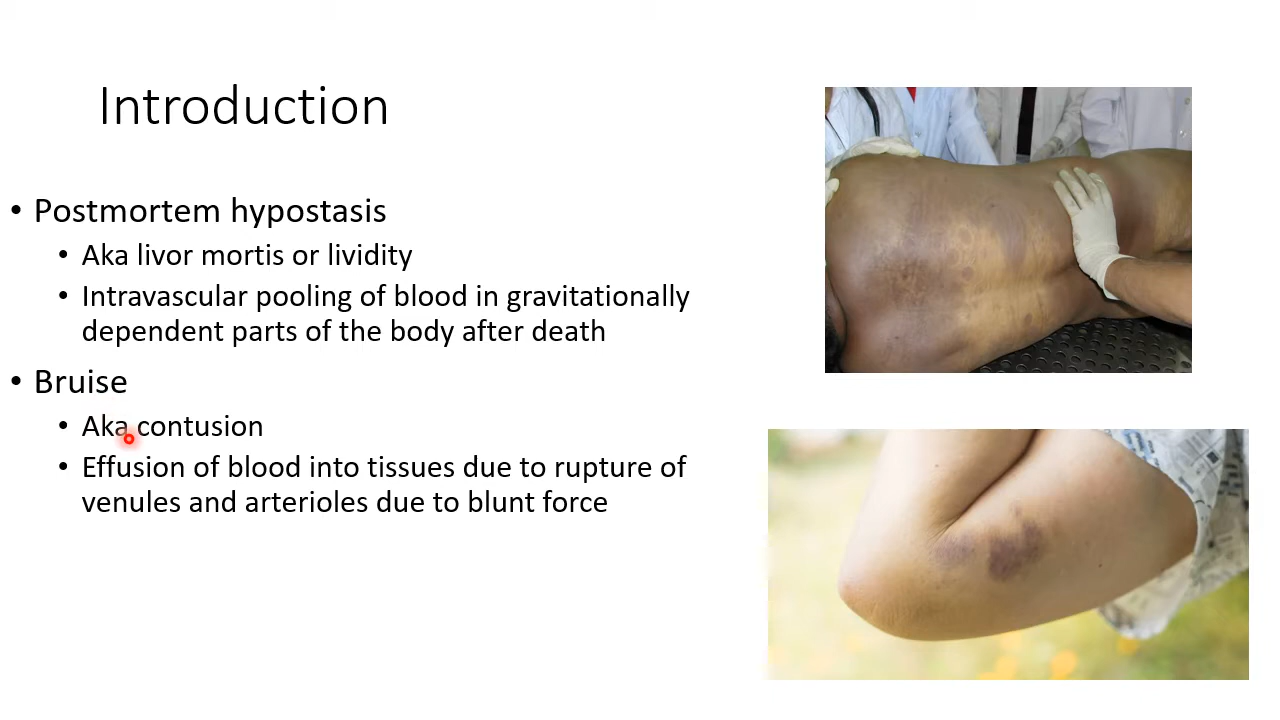 Introduction
• Postmortem hypostasis
• Aka livor mortis or lividity
• Intravascular pooling of blood in gravitationally
dependent parts of the body after death
• Bruise
• Aka contusion
• Effusion of blood into tissues due to rupture of
venules and arterioles due to blunt force